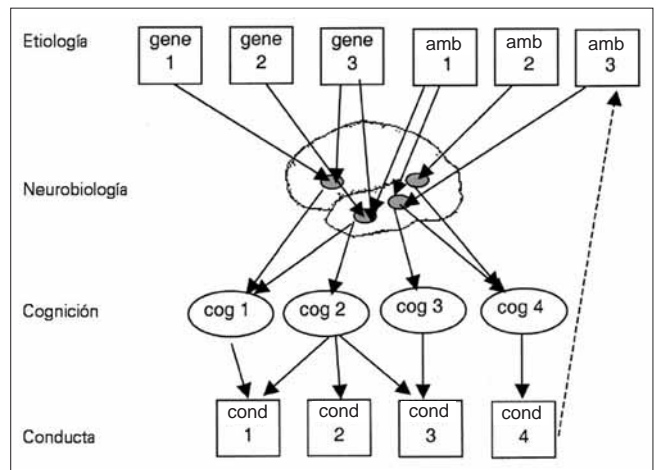 Etiología
gene gene gene amb amb amb
1 2 3 1 2 3
Neurobiología
Cognición
cog 1 cog 2 cog 3 cog 4
cond cond cond cond
Conducta 1 2 3 4